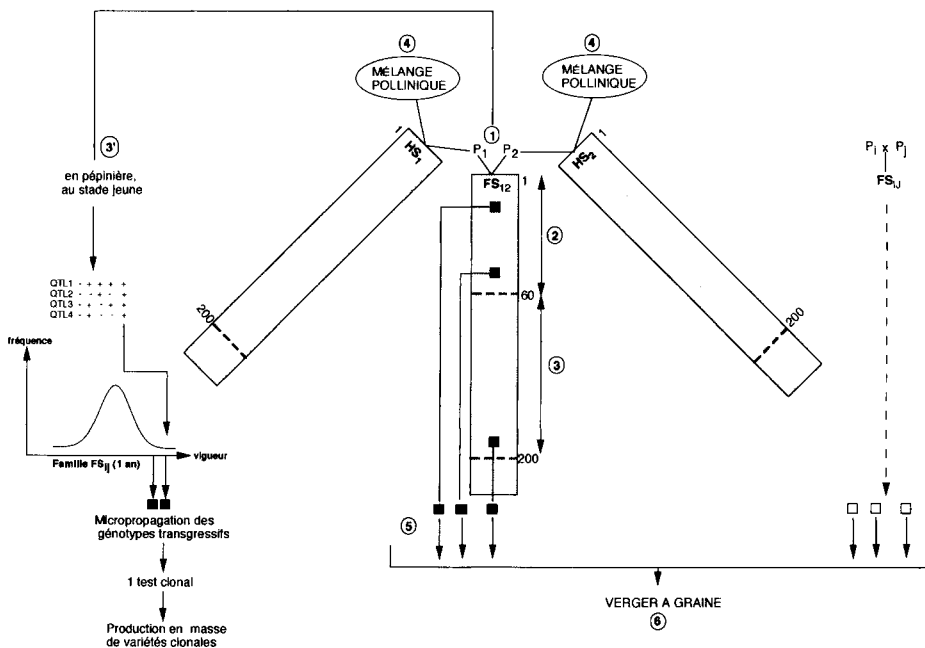 ④
④
MÉLANGE
POLLINIQUE
MÉLANGE
POLLINIQUE
①
1
HS1
P1 P2
1
HS2
3'
en pépinière,
au stade jeune
Pi x Pj
FSiJ
FS12
1
②
QTL1 - + - + +
QTL2 - - + - +
QTL3 - + - + +
QTL4 - + - - +
60
200
200
fréquence
③
vigueur
Famille FSij (1 an)
200
Micropropagation des
génotypes transgressifs
⑤
1 test clonal
VERGER A GRAINE
⑥
Production en masse
de variétés clonales